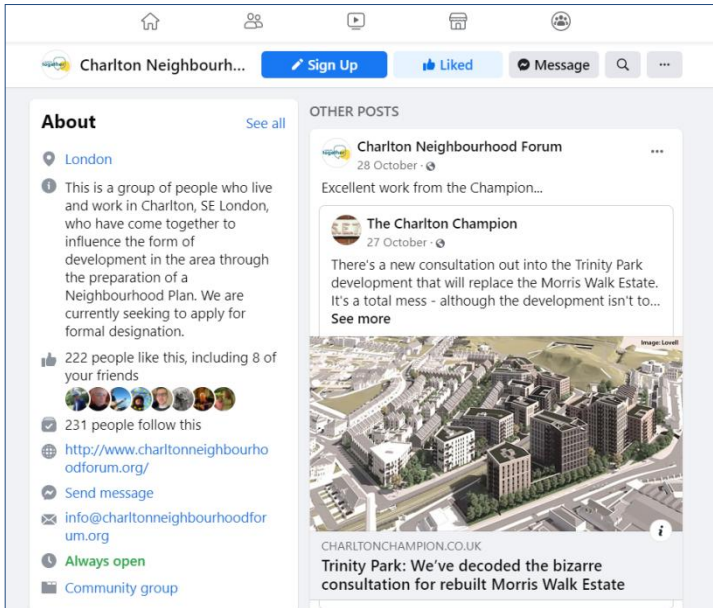 Charlton Neighbourh...
Sign Up
Liked
Message
About
See all
London
This is a group of people who live
and work in Charlton, SE London,
who have come together to
influence the form of
development in the area through
the preparation of a
Neighbourhood Plan. We are
currently seeking to apply for
formal designation.
222 people like this, including 8 of
your friends
231 people follow this
http://www.charltonneighbourho
odforum.org/
Send message
info@charltonneighbourhoodfor
um.org
Always open
Community group
OTHER POSTS
Charlton Neighbourhood Forum
28 October
Excellent work from the Champion...
The Charlton Champion
27 October
There's a new consultation out into the Trinity Park
development that will replace the Morris Walk Estate.
It's a total mess - although the development isn't to...
See more
Image: Lovell
CHARLTONCHAMPION.CO.UK
Trinity Park: We've decoded the bizarre
consultation for rebuilt Morris Walk Estate